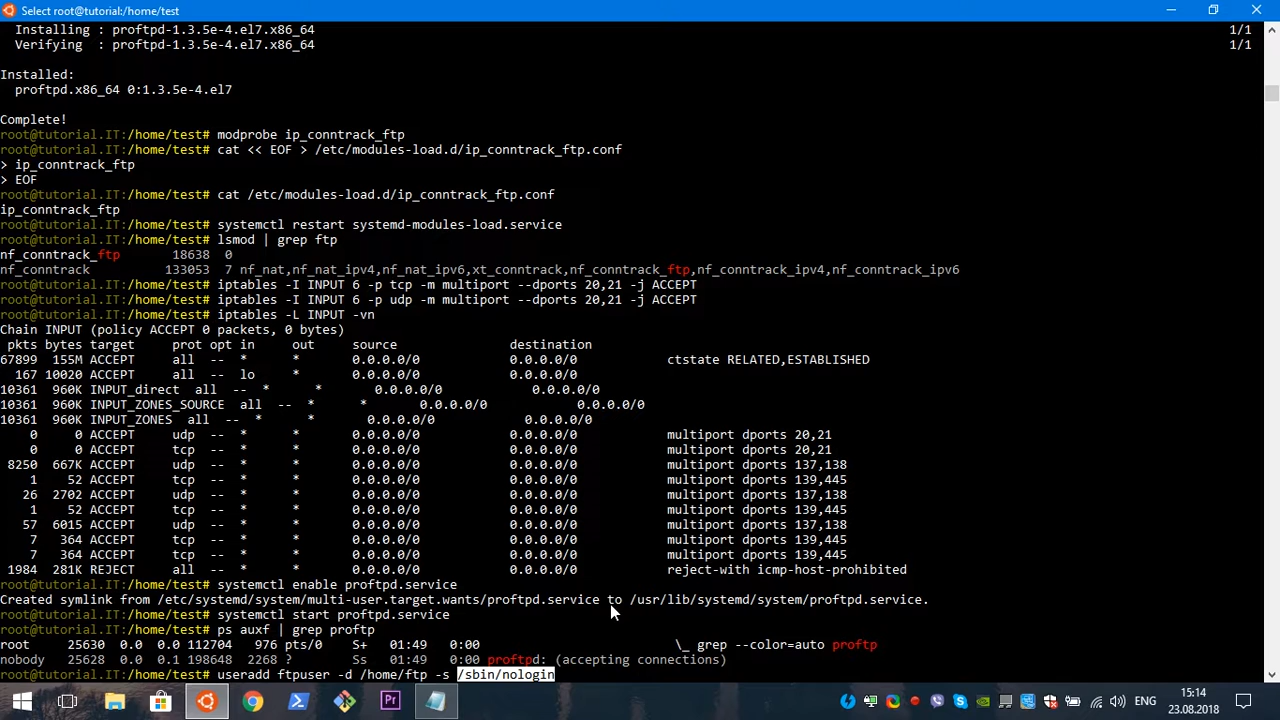 Select root@tutorial:/home/test
Installing : proftpd-1.3.5e-4.el7.x86_64 1/1
Verifying : proftpd-1.3.5e-4.el7.x86_64 1/1
Installed:
proftpd.x86_64 0:1.3.5e-4.el7
Complete!
root@tutorial.IT:/home/test# modprobe ip_conntrack_ftp
root@tutorial.IT:/home/test# cat << EOF > /etc/modules-load.d/ip_conntrack_ftp.conf
> ip_conntrack_ftp
> EOF
root@tutorial.IT:/home/test# cat /etc/modules-load.d/ip_conntrack_ftp.conf
ip_conntrack_ftp
root@tutorial.IT:/home/test# systemctl restart systemd-modules-load.service
root@tutorial.IT:/home/test# lsmod | grep ftp
nf_conntrack_ftp 18638 0
nf_conntrack 133053 7 nf_nat,nf_nat_ipv4,nf_nat_ipv6,xt_conntrack,nf_conntrack_ftp,nf_conntrack_ipv4,nf_conntrack_ipv6
root@tutorial.IT:/home/test# iptables -I INPUT 6 -p tcp -m multiport --dports 20,21 -j ACCEPT
root@tutorial.IT:/home/test# iptables -I INPUT 6 -p udp -m multiport --dports 20,21 -j ACCEPT
root@tutorial.IT:/home/test# iptables -L INPUT -vn
Chain INPUT (policy ACCEPT 0 packets, 0 bytes)
pkts bytes target prot opt in out source destination
67899 155M ACCEPT all -- * * 0.0.0.0/0 0.0.0.0/0 ctstate RELATED,ESTABLISHED
167 10020 ACCEPT all -- lo * 0.0.0.0/0 0.0.0.0/0
10361 960K INPUT_direct all -- * * 0.0.0.0/0 0.0.0.0/0
10361 960K INPUT_ZONES_SOURCE all -- * * 0.0.0.0/0 0.0.0.0/0
10361 960K INPUT_ZONES all -- * * 0.0.0.0/0 0.0.0.0/0
0 0 ACCEPT udp -- * * 0.0.0.0/0 0.0.0.0/0 multiport dports 20,21
0 0 ACCEPT tcp -- * * 0.0.0.0/0 0.0.0.0/0 multiport dports 20,21
8250 667K ACCEPT udp -- * * 0.0.0.0/0 0.0.0.0/0 multiport dports 137,138
1 52 ACCEPT tcp -- * * 0.0.0.0/0 0.0.0.0/0 multiport dports 139,445
26 2702 ACCEPT udp -- * * 0.0.0.0/0 0.0.0.0/0 multiport dports 137,138
1 52 ACCEPT tcp -- * * 0.0.0.0/0 0.0.0.0/0 multiport dports 139,445
57 6015 ACCEPT udp -- * * 0.0.0.0/0 0.0.0.0/0 multiport dports 137,138
7 364 ACCEPT tcp -- * * 0.0.0.0/0 0.0.0.0/0 multiport dports 139,445
7 364 ACCEPT tcp -- * * 0.0.0.0/0 0.0.0.0/0 multiport dports 139,445
1984 281K REJECT all -- * * 0.0.0.0/0 0.0.0.0/0 reject-with icmp-host-prohibited
root@tutorial.IT:/home/test# systemctl enable proftpd.service
Created symlink from /etc/systemd/system/multi-user.target.wants/proftpd.service to /usr/lib/systemd/system/proftpd.service.
root@tutorial.IT:/home/test# systemctl start proftpd.service
root@tutorial.IT:/home/test# ps auxf | grep proftp
root 25630 0.0 0.0 112704 976 pts/0 S+ 01:49 0:00 \_ grep --color=auto proftp
nobody 25628 0.0 0.1 198648 2268 ? Ss 01:49 0:00 proftpd: (accepting connections)
root@tutorial.IT:/home/test# useradd ftpuser -d /home/ftp -s /sbin/nologin
Pr
ENG
15:14
23.08.2018